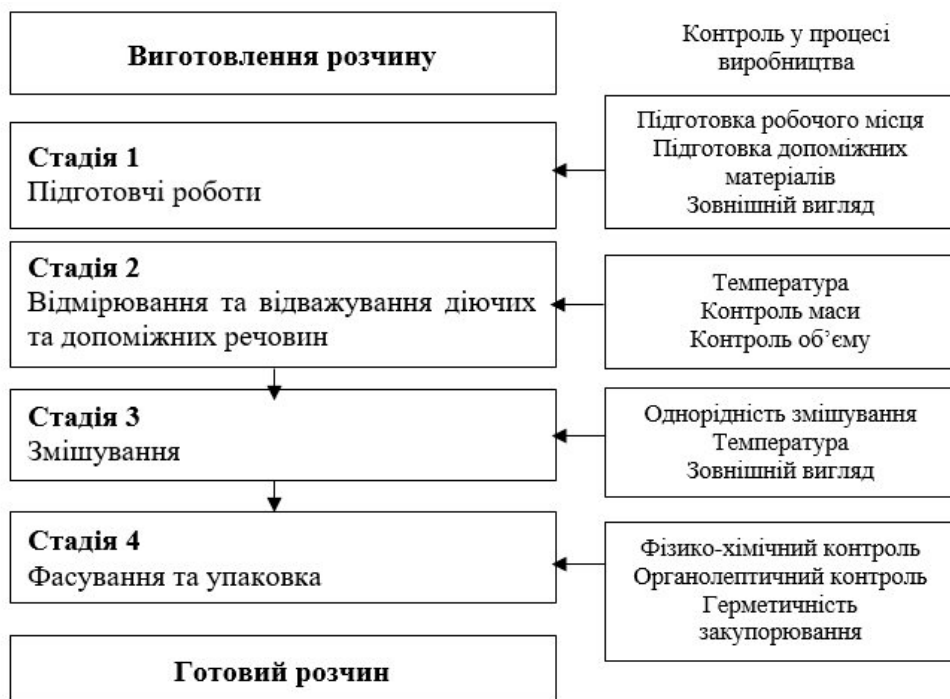 Виготовлення розчину
Контроль у процесі
виробництва
Стадія 1
Підготовчі роботи
Підготовка робочого місця
Підготовка допоміжних
матеріалів
Зовнішній вигляд
Стадія 2
Відмірювання та відважування діючих
та допоміжних речовин
Температура
Контроль маси
Контроль об’єму
Стадія 3
Змішування
Однорідність змішування
Температура
Зовнішній вигляд
Стадія 4
Фасування та упаковка
Фізико-хімічний контроль
Органолептичний контроль
Герметичність
закупорювання
Готовий розчин